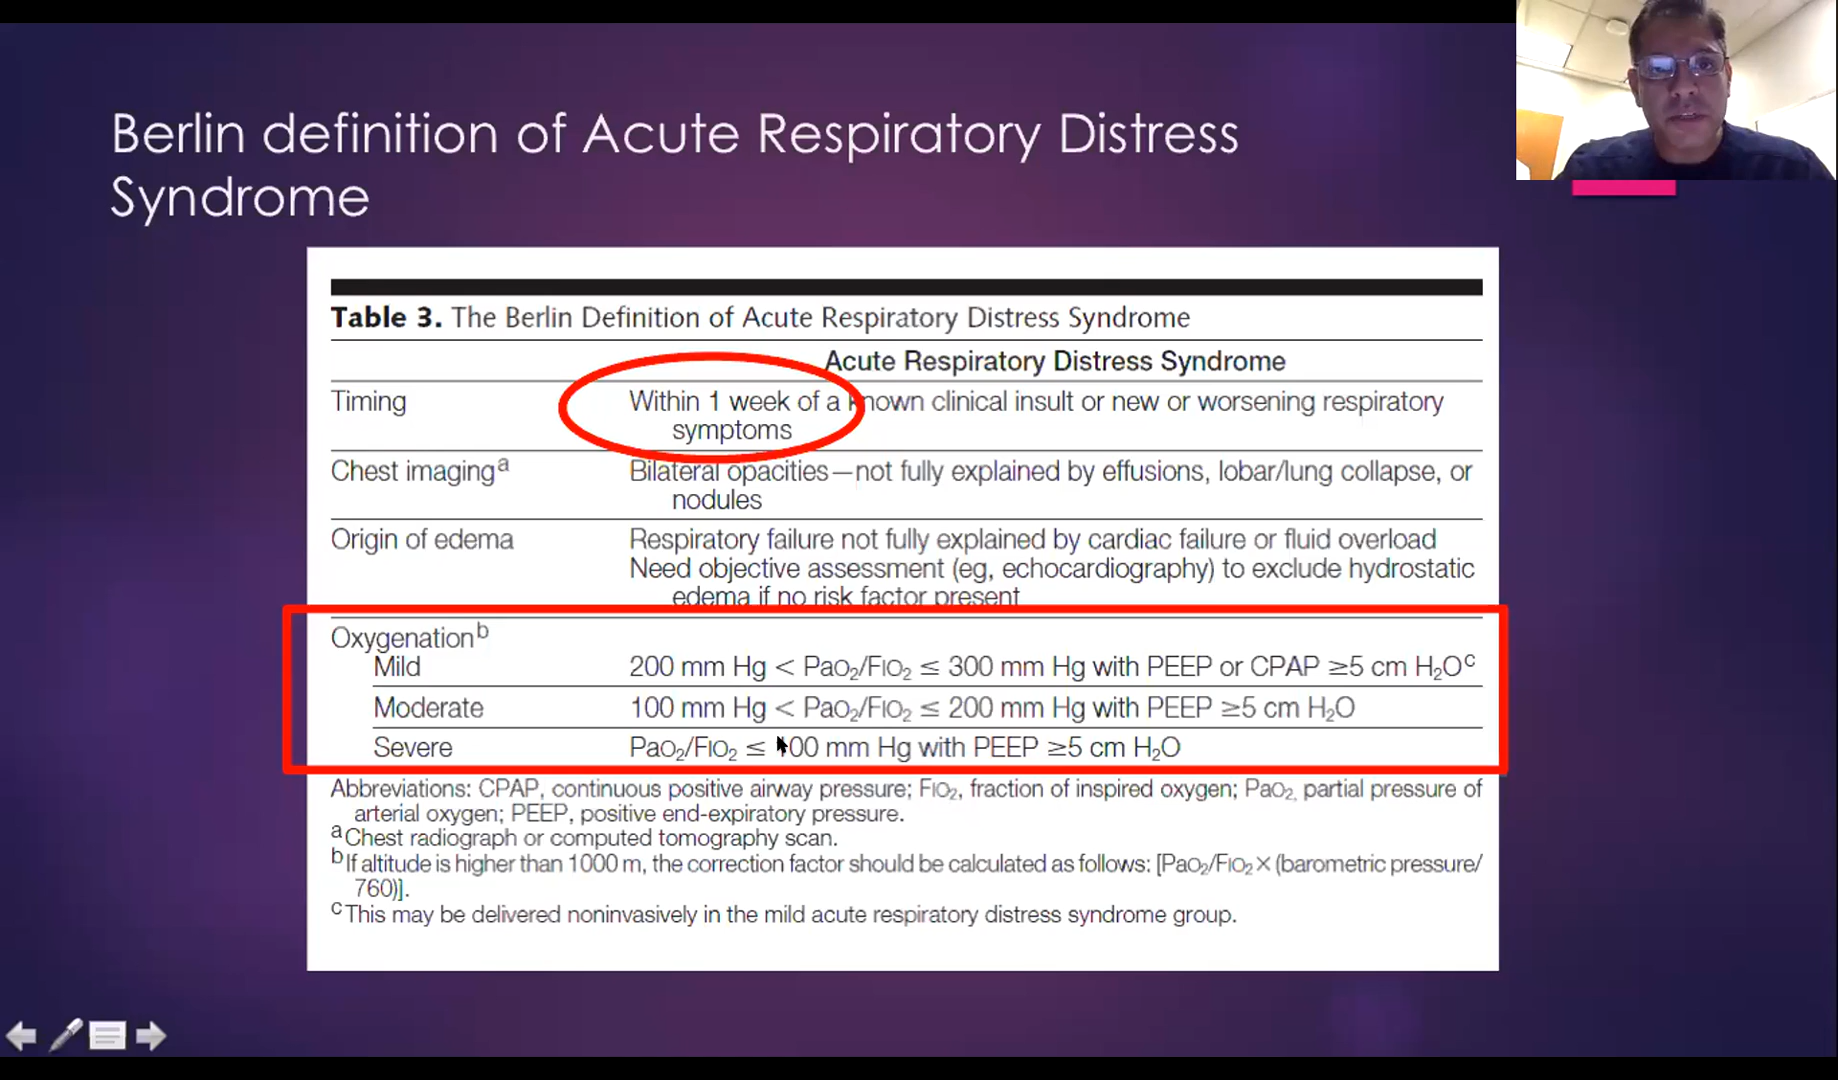 Berlin definition of Acute Respiratory Distress
Syndrome
Table 3. The Berlin Definition of Acute Respiratory Distress Syndrome
Acute Respiratory Distress Syndrome
Timing Within 1 week of a known clinical insult or new or worsening respiratory
symptoms
Chest imagingᵃ Bilateral opacities—not fully explained by effusions, lobar/lung collapse, or
nodules
Origin of edema Respiratory failure not fully explained by cardiac failure or fluid overload
Need objective assessment (eg, echocardiography) to exclude hydrostatic
edema if no risk factor present
Oxygenationᵇ
Mild 200 mm Hg < PaO₂/FIO₂ ≤ 300 mm Hg with PEEP or CPAP ≥5 cm H₂Oᶜ
Moderate 100 mm Hg < PaO₂/FIO₂ ≤ 200 mm Hg with PEEP ≥5 cm H₂O
Severe PaO₂/FIO₂ ≤ 100 mm Hg with PEEP ≥5 cm H₂O
Abbreviations: CPAP, continuous positive airway pressure; FIO₂, fraction of inspired oxygen; PaO₂, partial pressure of
arterial oxygen; PEEP, positive end-expiratory pressure.
ᵃChest radiograph or computed tomography scan.
ᵇIf altitude is higher than 1000 m, the correction factor should be calculated as follows: [PaO₂/FIO₂×(barometric pressure/
760)].
ᶜThis may be delivered noninvasively in the mild acute respiratory distress syndrome group.